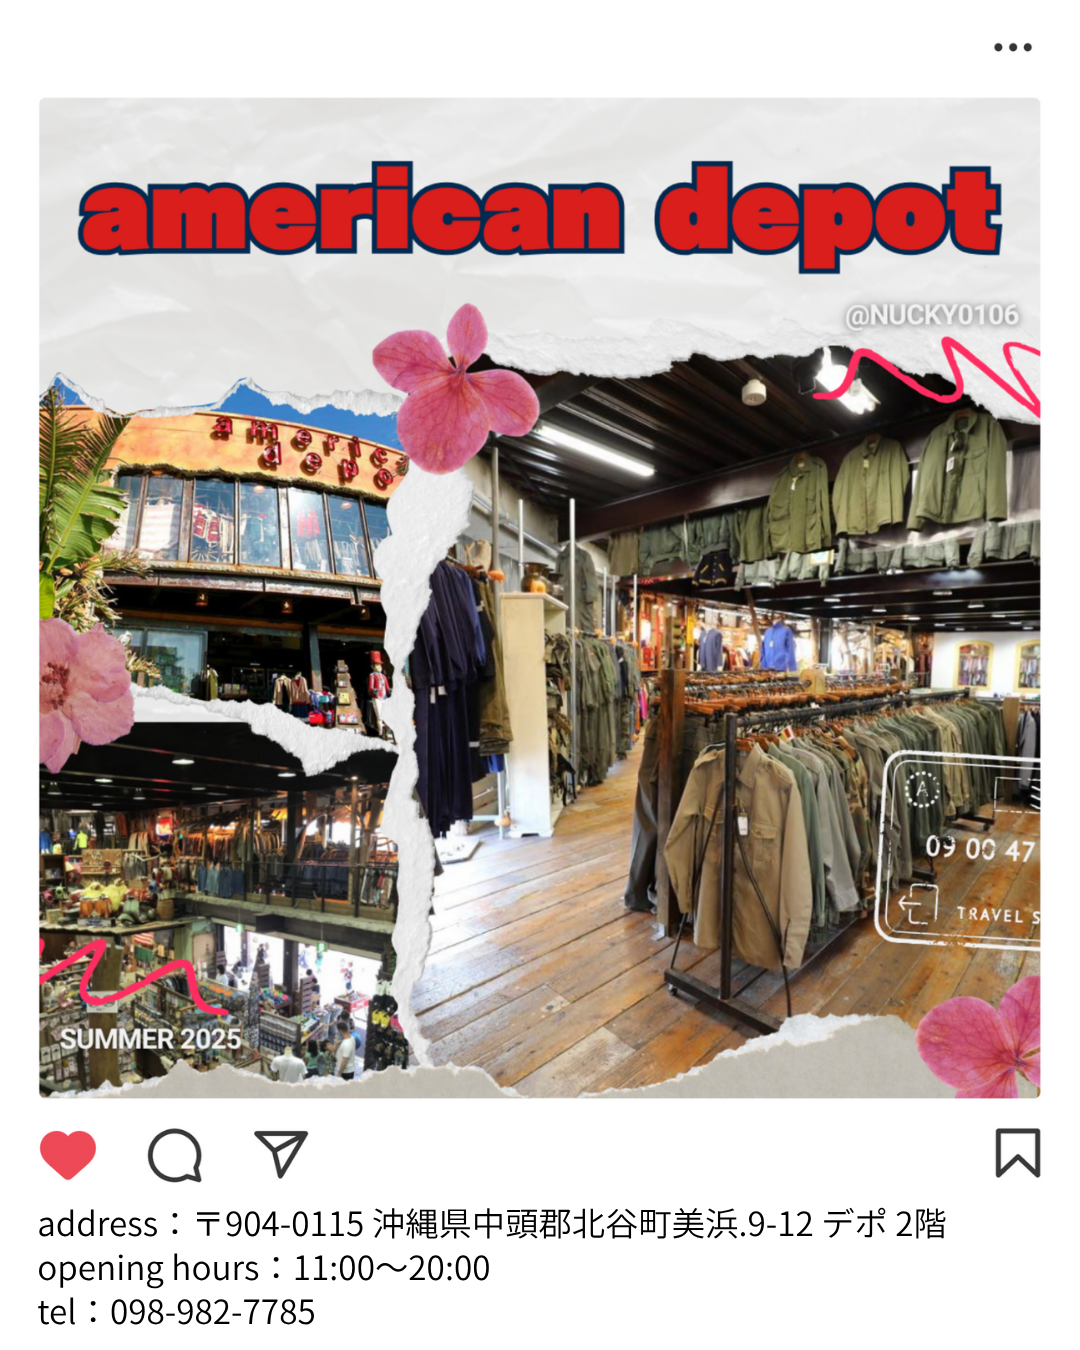 american depot
@NUCKY0106
americ
depo
A
09 00 47
TRAVEL S
SUMMER 2025
address：〒904-0115 沖縄県中頭郡北谷町美浜.9-12 デポ 2階
opening hours：11:00〜20:00
tel：098-982-7785